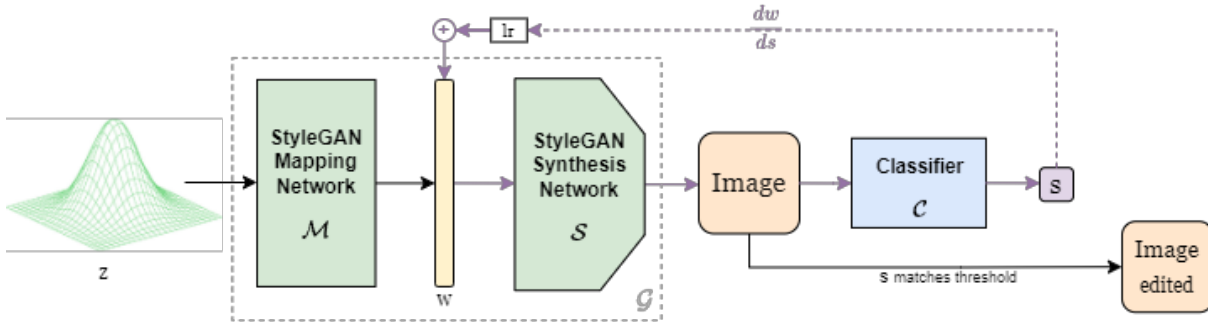 dw
ds
+
lr
StyleGAN
Mapping
Network
ℳ
StyleGAN
Synthesis
Network
𝒮
Image
Classifier
𝒞
s
z
w
𝒢
s matches threshold
Image
edited